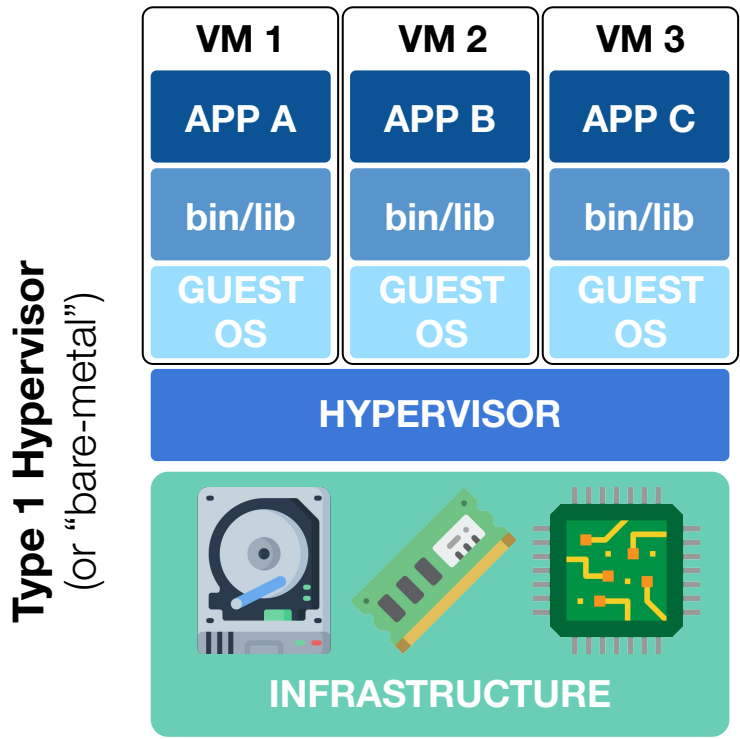 VM 1
VM 2
VM 3
APP A
APP B
APP C
bin/lib
bin/lib
bin/lib
GUEST
OS
GUEST
OS
GUEST
OS
HYPERVISOR
INFRASTRUCTURE
Type 1 Hypervisor
(or “bare-metal”)